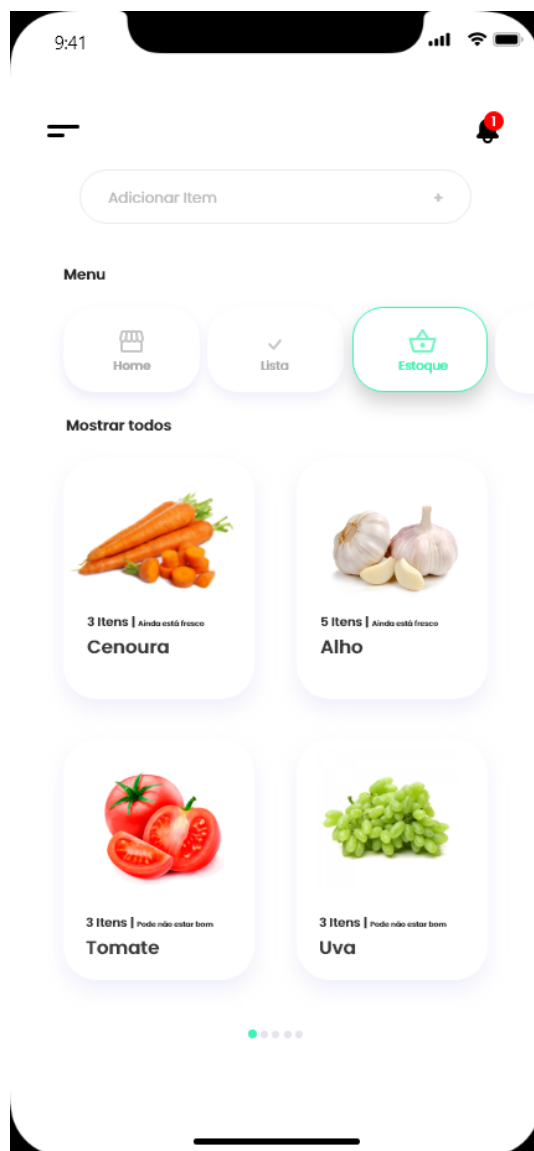 9:41
1
Adicionar Item +
Menu
Home
Lista
Estoque
Mostrar todos
3 Itens | Ainda está fresco
Cenoura
5 Itens | Ainda está fresco
Alho
3 Itens | Pode não estar bom
Tomate
3 Itens | Pode não estar bom
Uva